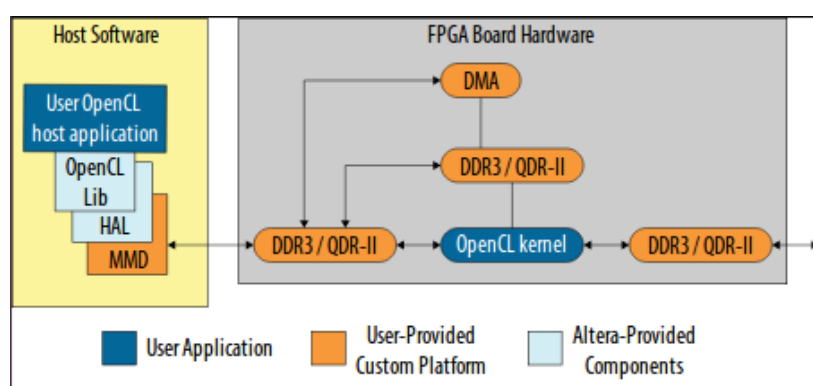 Host Software
FPGA Board Hardware
User OpenCL
host application
OpenCL
Lib
HAL
MMD
DMA
DDR3 / QDR-II
DDR3 / QDR-II
OpenCL kernel
DDR3 / QDR-II
User Application
User-Provided
Custom Platform
Altera-Provided
Components